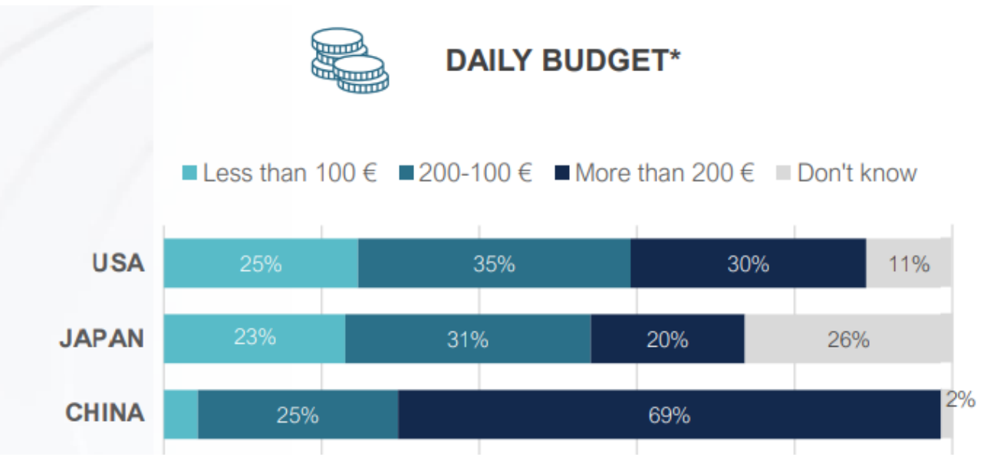 DAILY BUDGET*
Less than 100 € 200-100 € More than 200 € Don't know
USA 25% 35% 30% 11%
JAPAN 23% 31% 20% 26%
CHINA 25% 69% 2%